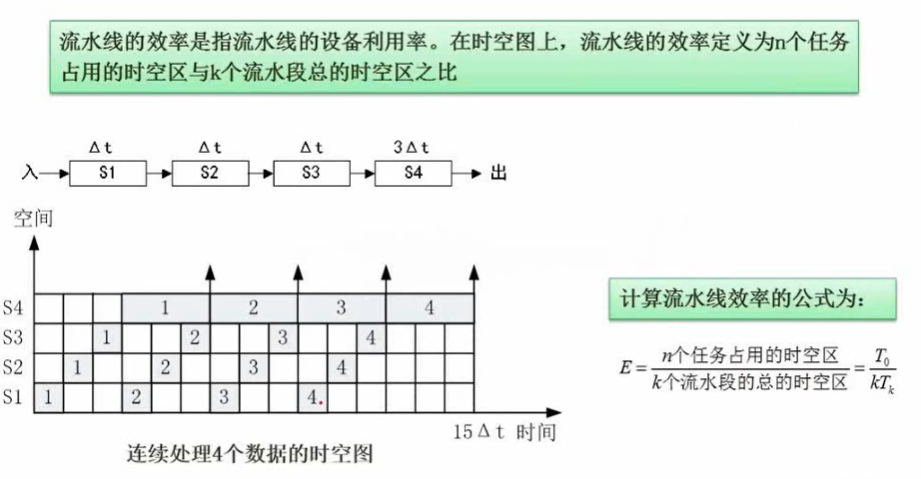 流水线的效率是指流水线的设备利用率。在时空图上，流水线的效率定义为n个任务
占用的时空区与k个流水段总的时空区之比
Δt Δt Δt 3Δt
入 S1 S2 S3 S4 出
空间
S4 1 2 3 4
S3 1 2 3 4
S2 1 2 3 4
S1 1 2 3 4.
15Δt 时间
连续处理4个数据的时空图
计算流水线效率的公式为：
E = n个任务占用的时空区 / k个流水段的总的时空区 = T₀ / kTₖ